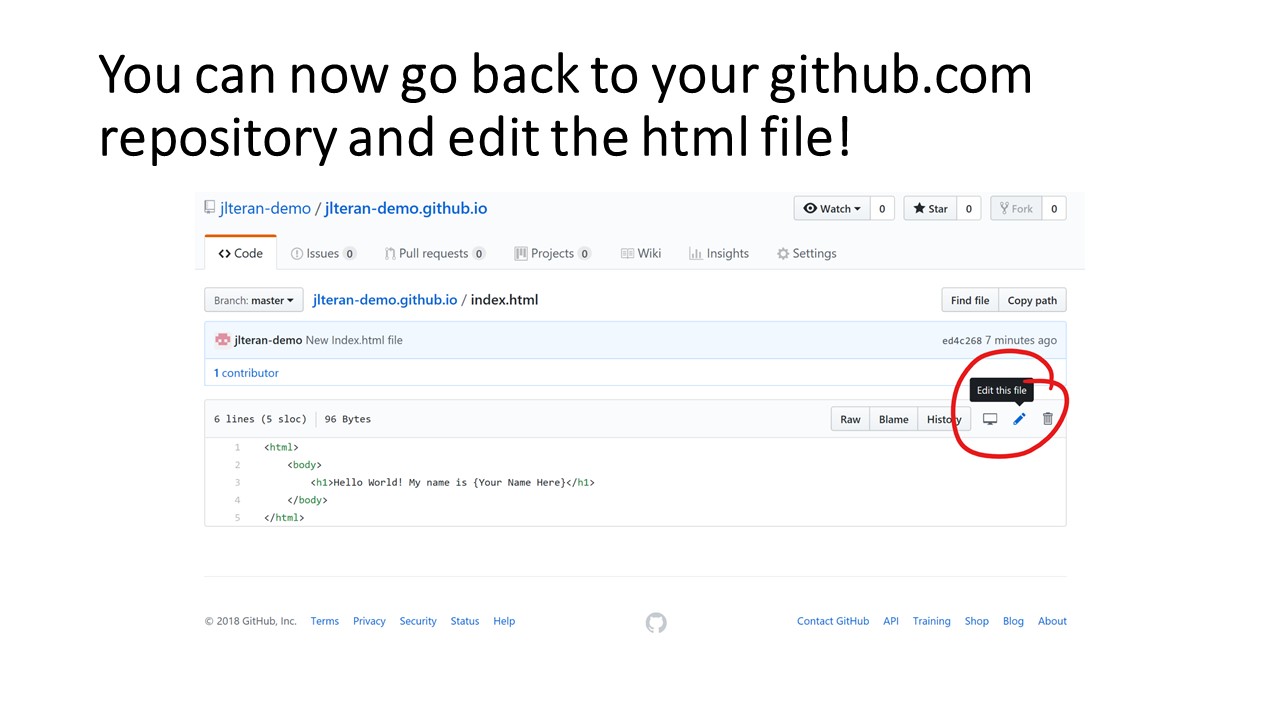 You can now go back to your github.com
repository and edit the html file!
jlteran-demo / jlteran-demo.github.io
Watch 0 Star 0 Fork 0
Code Issues 0 Pull requests 0 Projects 0 Wiki Insights Settings
Branch: master jlteran-demo.github.io / index.html Find file Copy path
jlteran-demo New Index.html file ed4c268 7 minutes ago
1 contributor
Edit this file
6 lines (5 sloc) 96 Bytes Raw Blame History
1 <html>
2 <body>
3 <h1>Hello World! My name is {Your Name Here}</h1>
4 </body>
5 </html>
© 2018 GitHub, Inc. Terms Privacy Security Status Help Contact GitHub API Training Shop Blog About